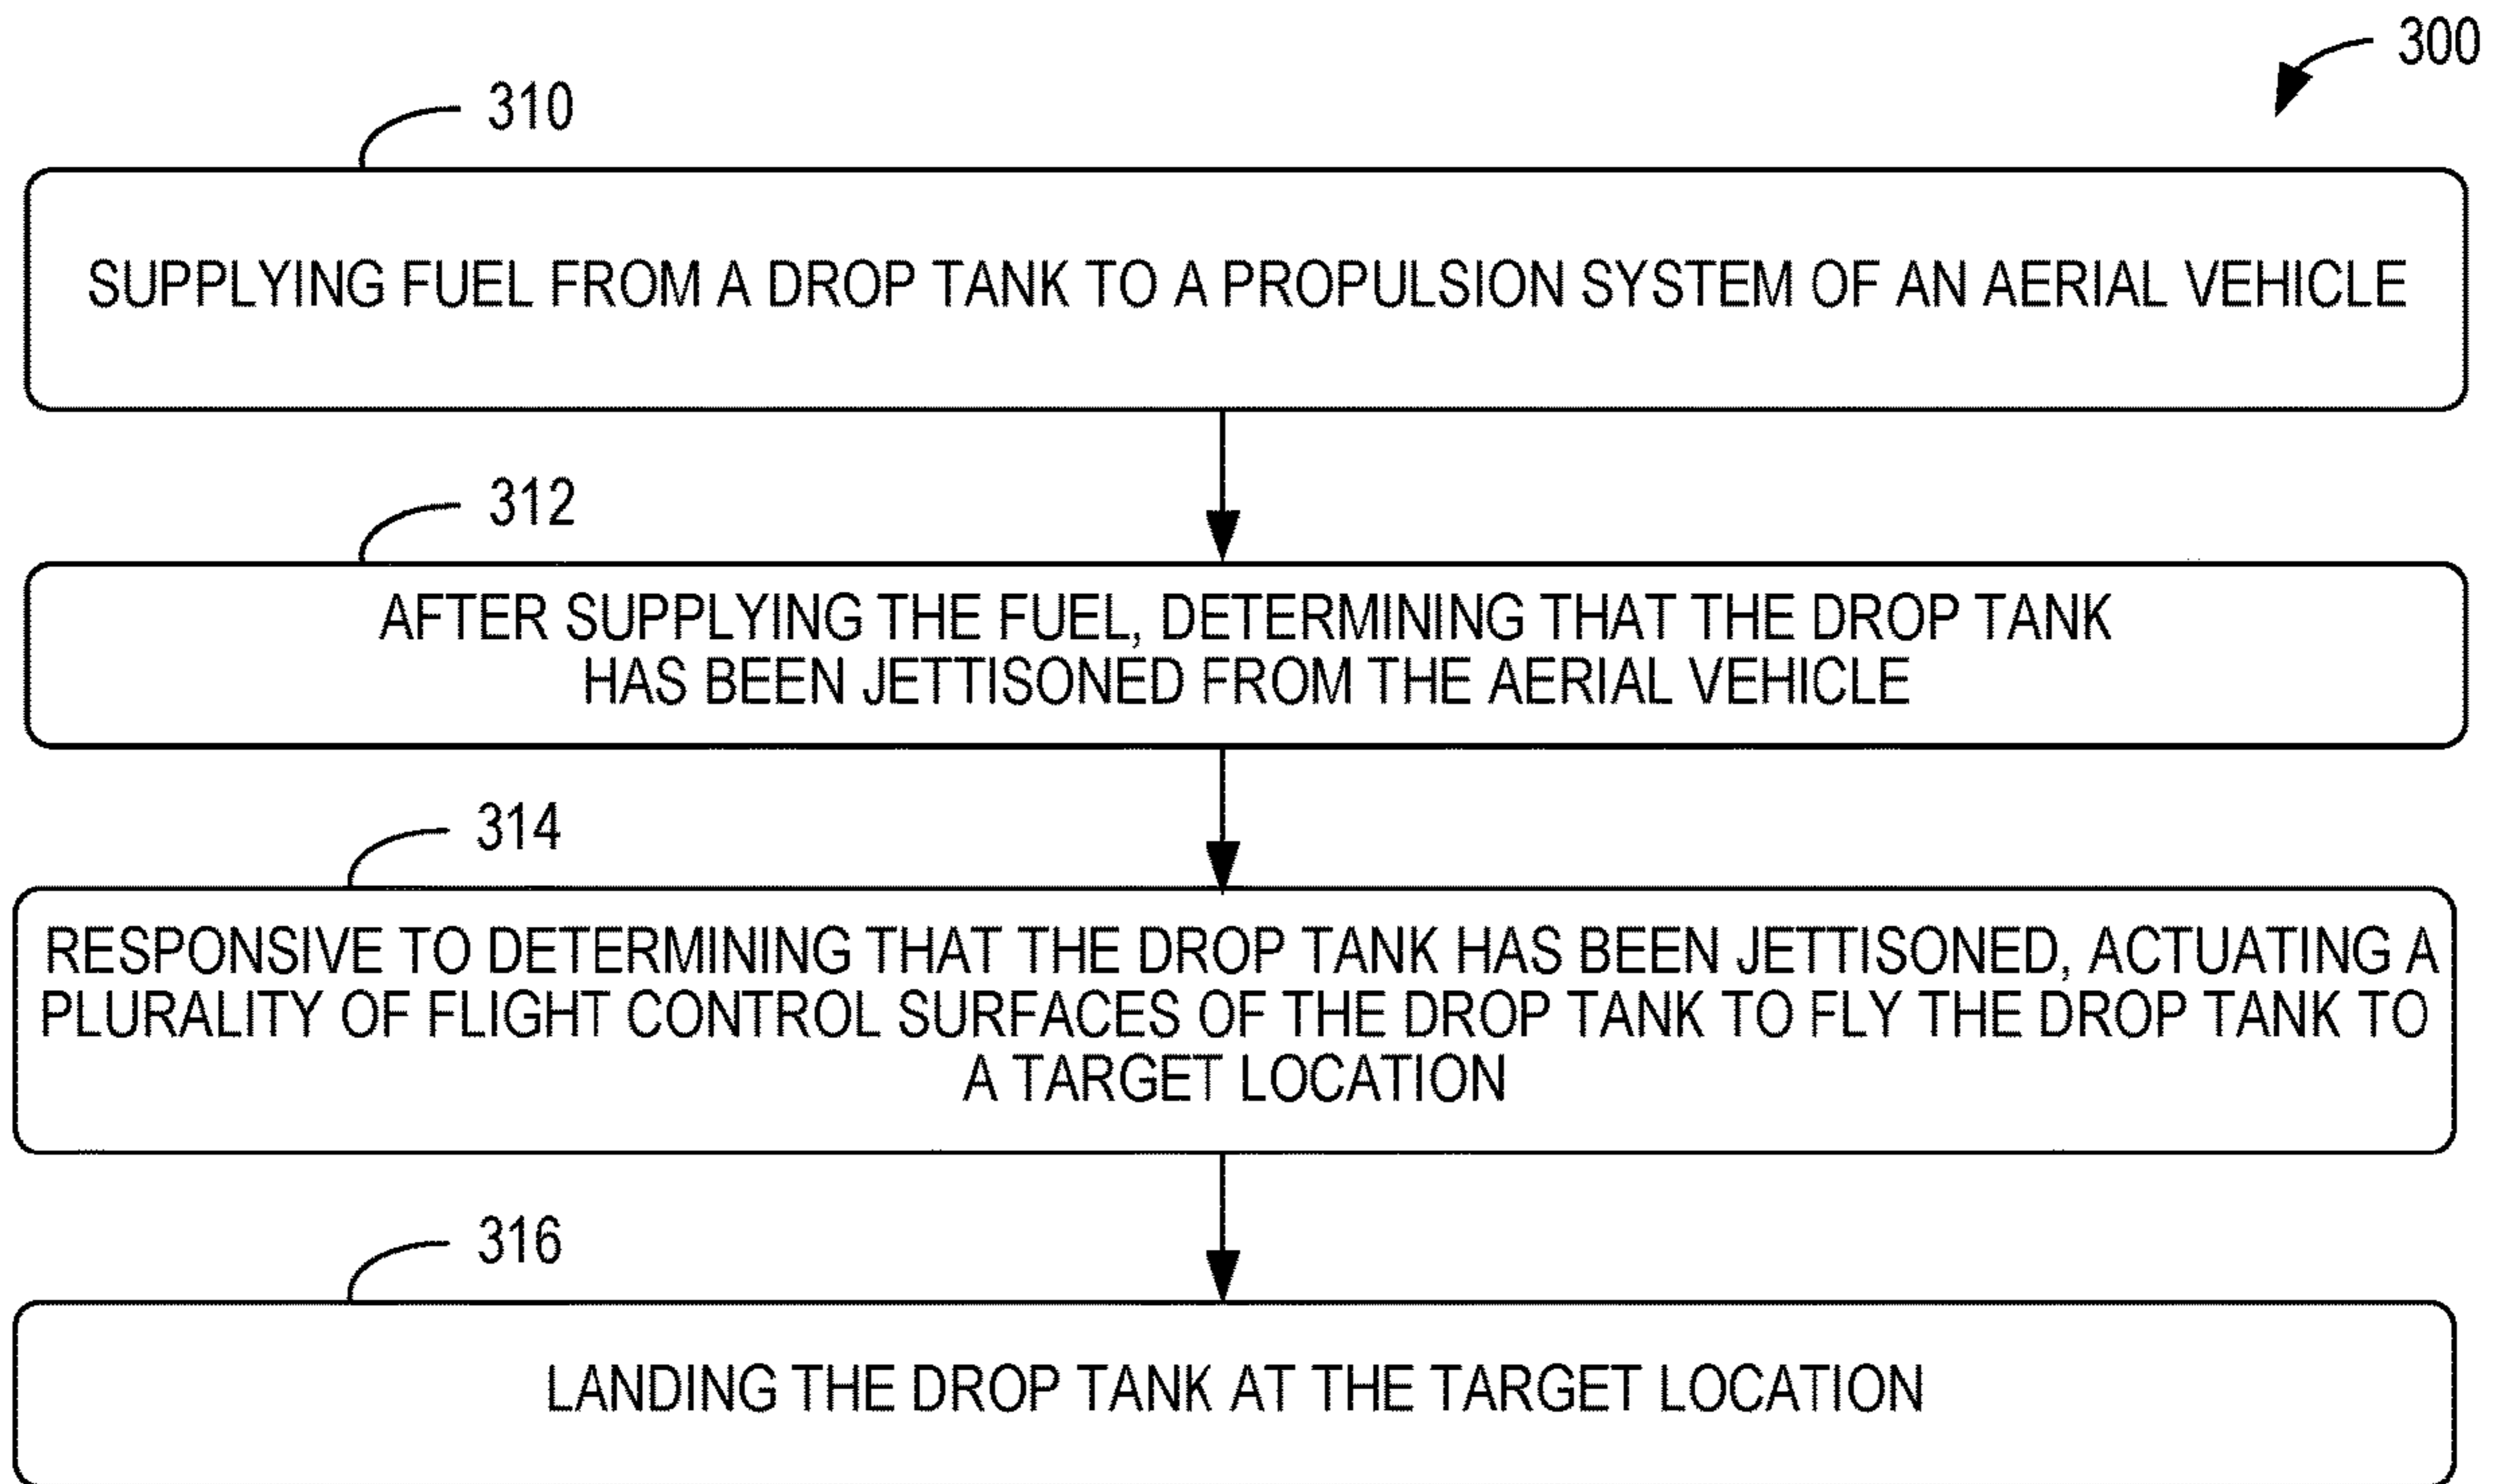 300
310
SUPPLYING FUEL FROM A DROP TANK TO A PROPULSION SYSTEM OF AN AERIAL VEHICLE
312
AFTER SUPPLYING THE FUEL, DETERMINING THAT THE DROP TANK
HAS BEEN JETTISONED FROM THE AERIAL VEHICLE
314
RESPONSIVE TO DETERMINING THAT THE DROP TANK HAS BEEN JETTISONED, ACTUATING A
PLURALITY OF FLIGHT CONTROL SURFACES OF THE DROP TANK TO FLY THE DROP TANK TO
A TARGET LOCATION
316
LANDING THE DROP TANK AT THE TARGET LOCATION